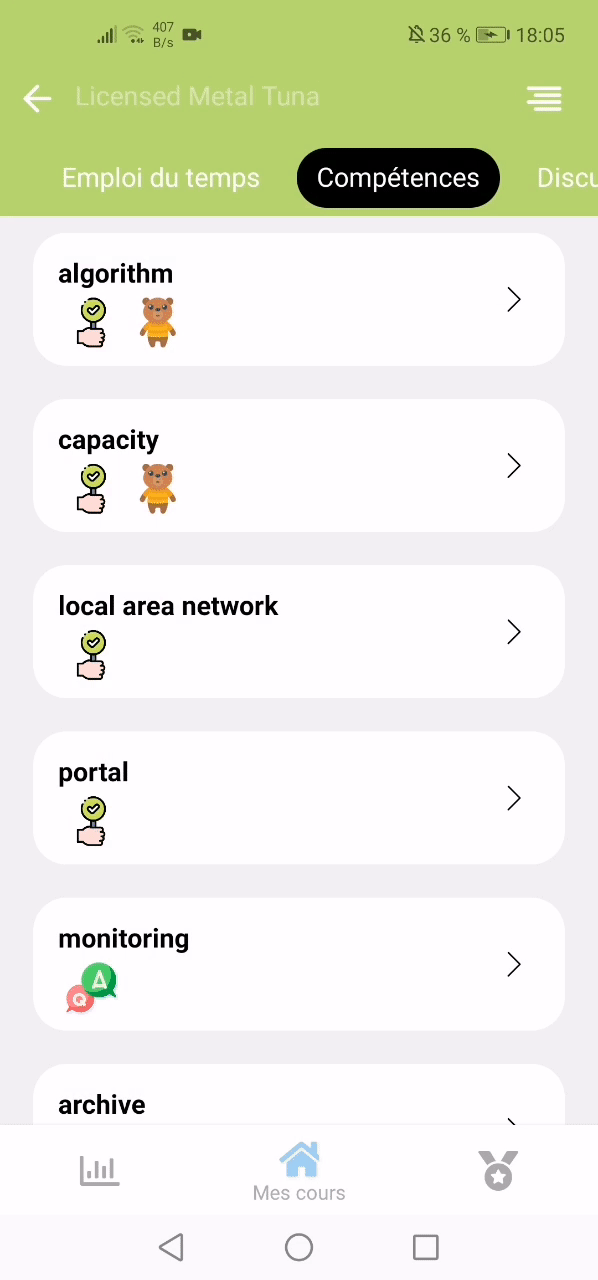 407
B/s
36 %
18:05
Licensed Metal Tuna
Emploi du temps
Compétences
Discu
algorithm
capacity
local area network
portal
monitoring
Q
A
archive
Mes cours